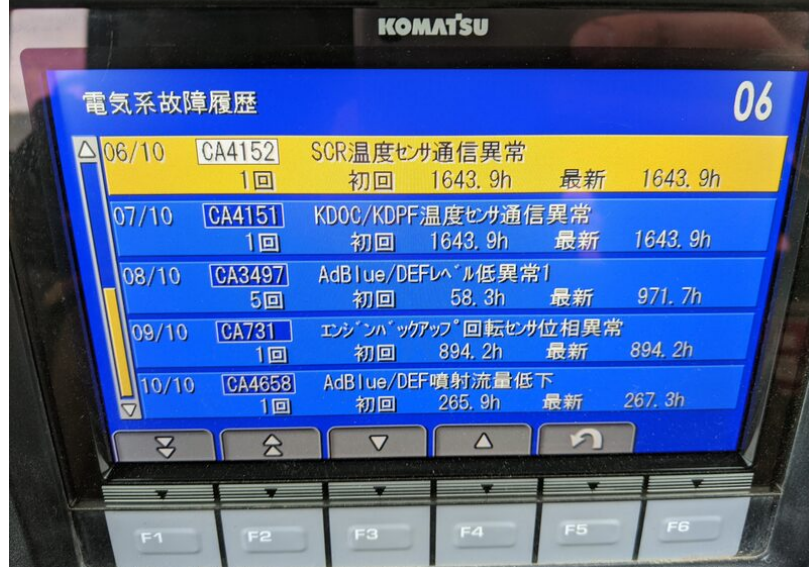 KOMATSU
電気系故障履歴 06
06/10 CA4152 SCR温度センサ通信異常
1回 初回 1643.9h 最新 1643.9h
07/10 CA4151 KDOC/KDPF温度センサ通信異常
1回 初回 1643.9h 最新 1643.9h
08/10 CA3497 AdBlue/DEFレベル低異常1
5回 初回 58.3h 最新 971.7h
09/10 CA731 エンジンバックアップ回転センサ位相異常
1回 初回 894.2h 最新 894.2h
10/10 CA4658 AdBlue/DEF噴射流量低下
1回 初回 265.9h 最新 267.3h
F1 F2 F3 F4 F5 F6